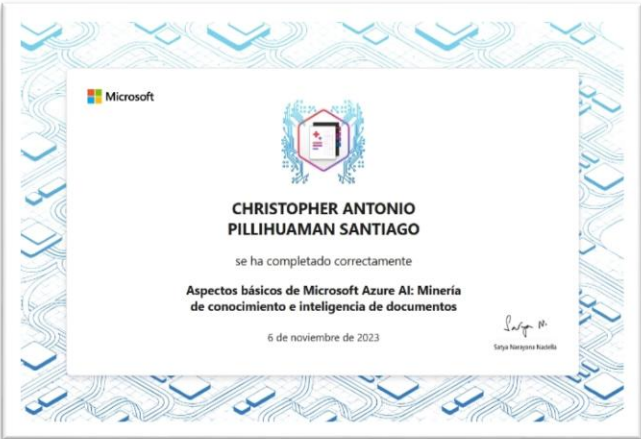 Microsoft
CHRISTOPHER ANTONIO
PILLIHUAMAN SANTIAGO
se ha completado correctamente
Aspectos básicos de Microsoft Azure AI: Minería
de conocimiento e inteligencia de documentos
6 de noviembre de 2023
Satya N.
Satya Narayana Nadella